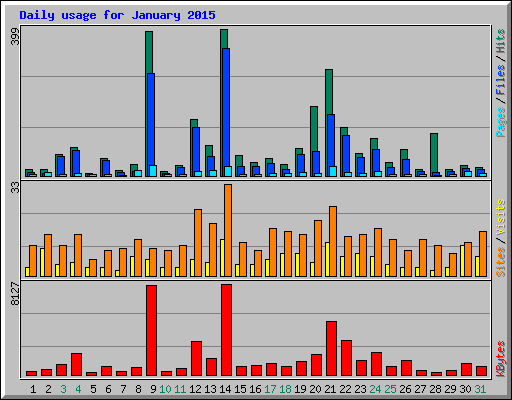 Daily usage for January 2015
399
Pages / Files / Hits
33
Sites / Visits
8127
KBytes
1 2 3 4 5 6 7 8 9 10 11 12 13 14 15 16 17 18 19 20 21 22 23 24 25 26 27 28 29 30 31